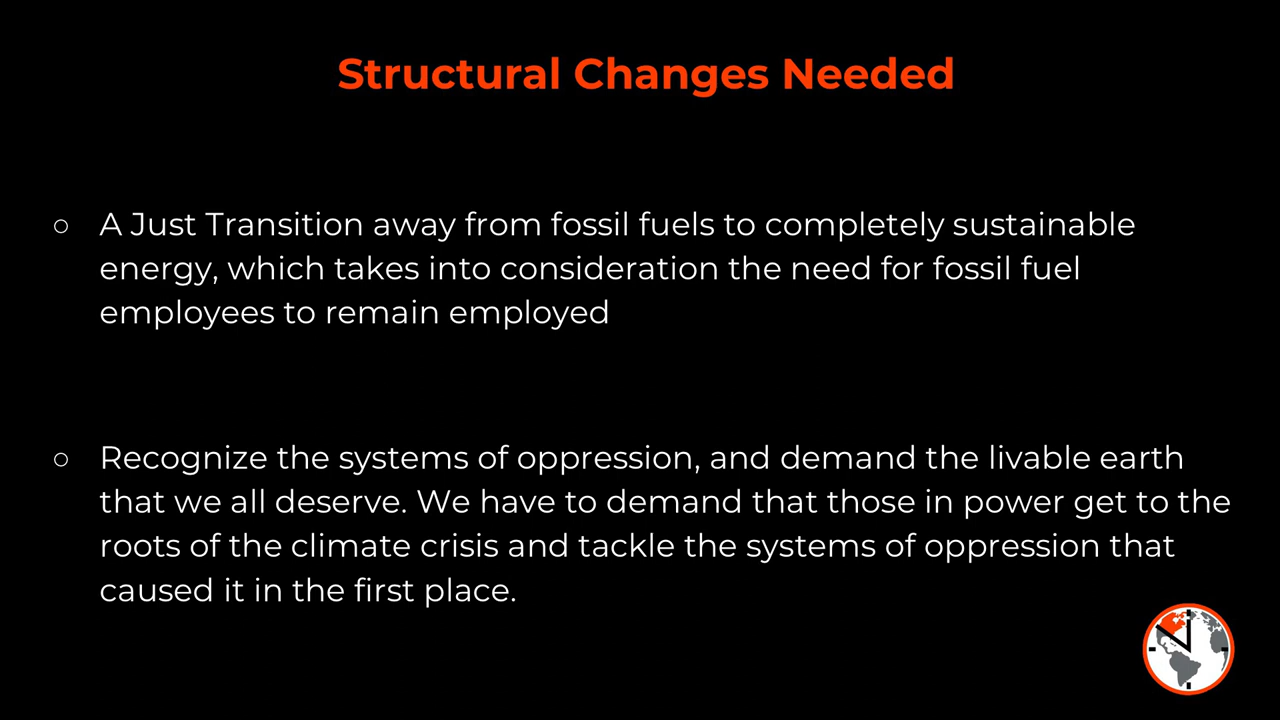 Structural Changes Needed
○ A Just Transition away from fossil fuels to completely sustainable
energy, which takes into consideration the need for fossil fuel
employees to remain employed
○ Recognize the systems of oppression, and demand the livable earth
that we all deserve. We have to demand that those in power get to the
roots of the climate crisis and tackle the systems of oppression that
caused it in the first place.